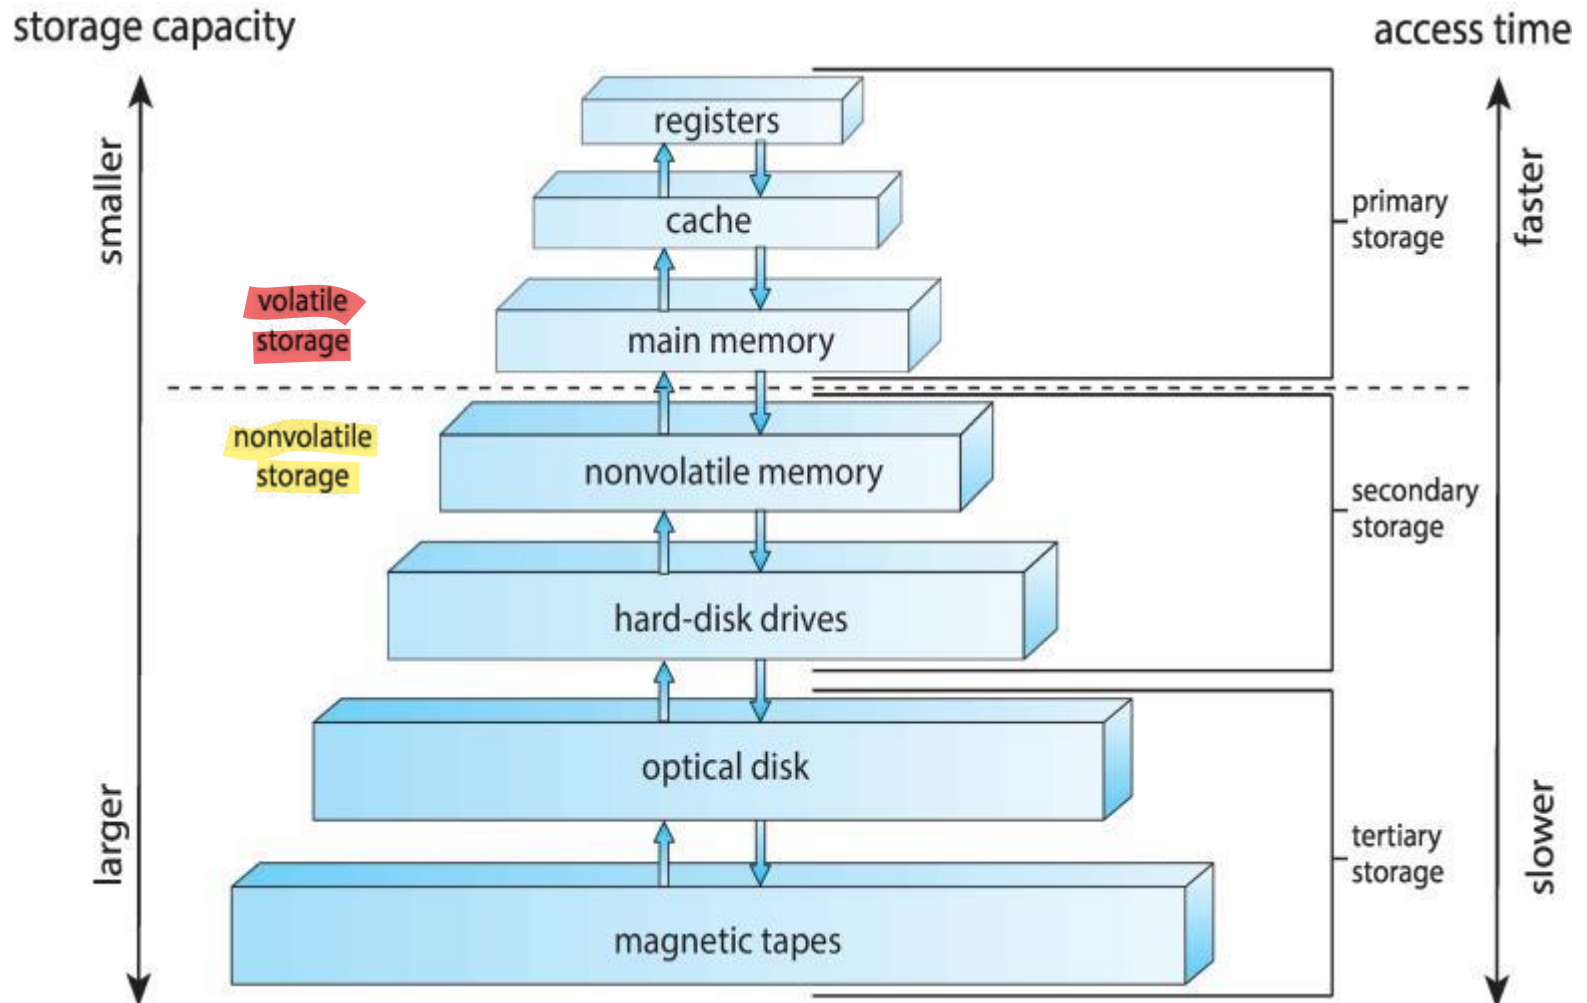 storage capacity
access time
smaller
larger
faster
slower
registers
cache
main memory
volatile
storage
nonvolatile
storage
nonvolatile memory
hard-disk drives
optical disk
magnetic tapes
primary
storage
secondary
storage
tertiary
storage